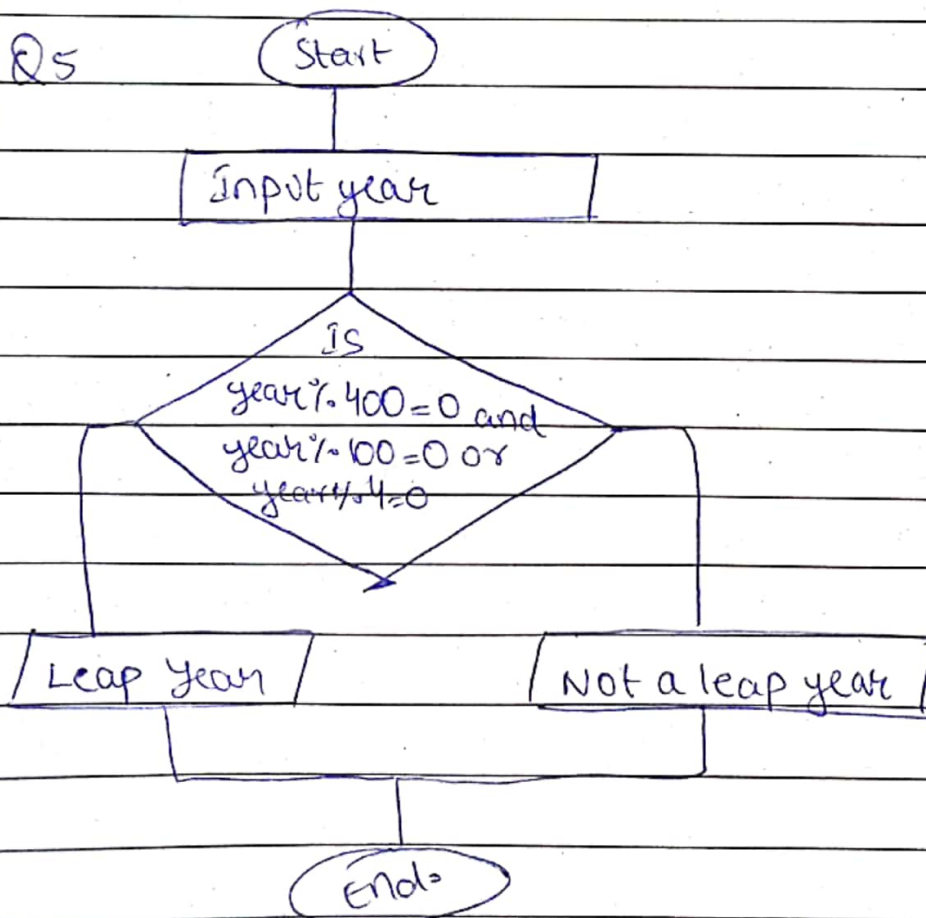 Q5
Start
Input year
Is
year%400=0 and
year%100=0 or
year%4=0
Leap Year
Not a leap year
End